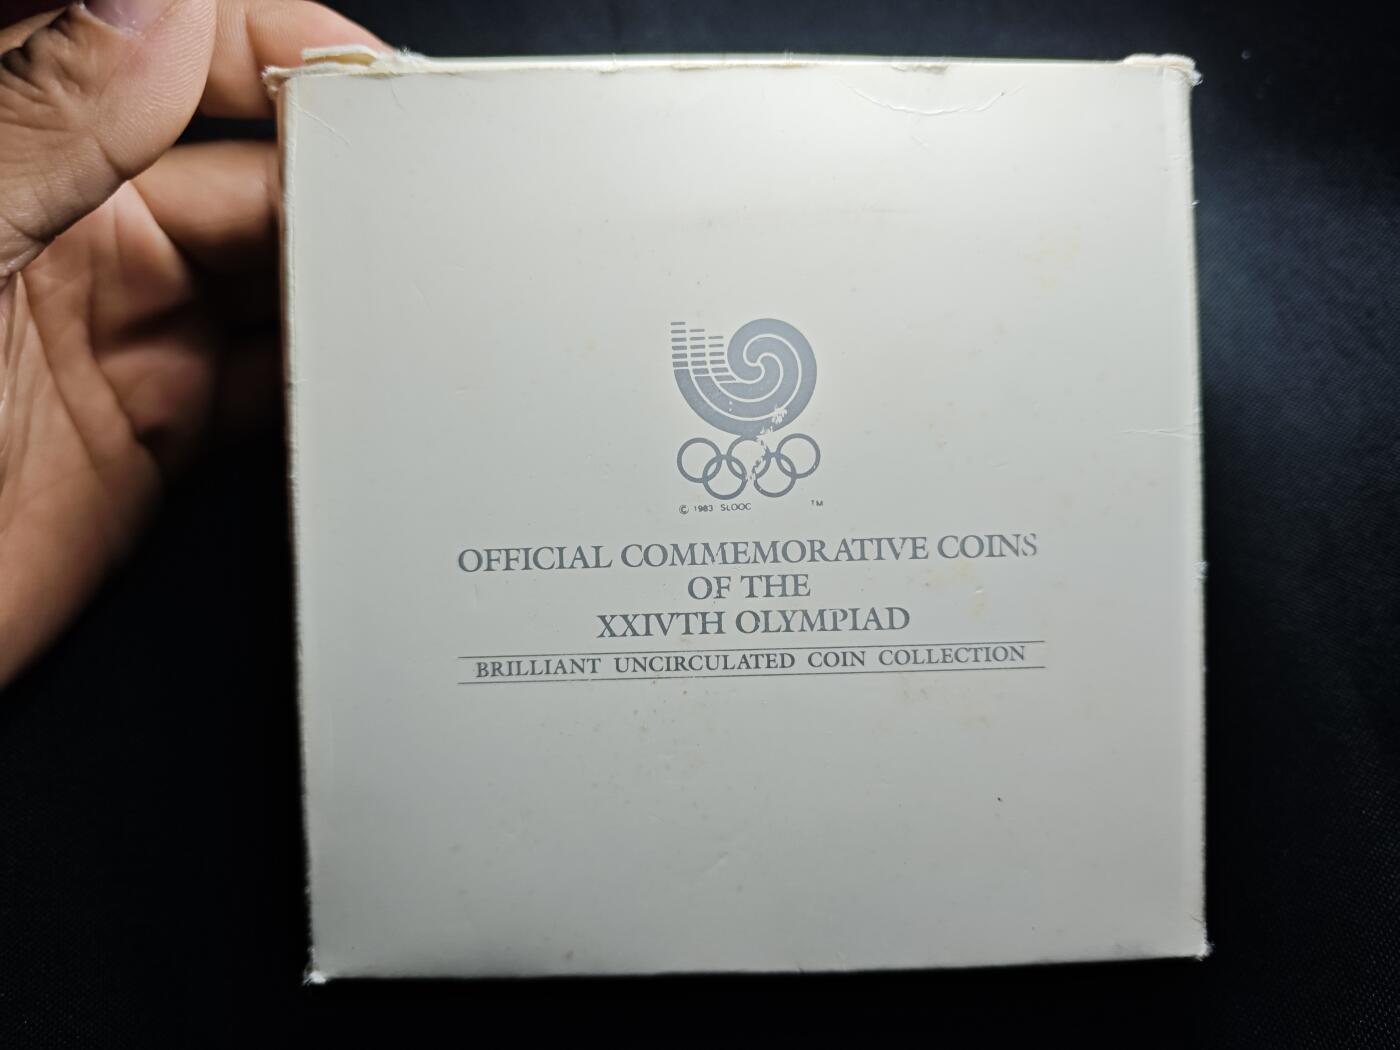 © 1983 SLOOC TM
OFFICIAL COMMEMORATIVE COINS
OF THE
XXIVTH OLYMPIAD
BRILLIANT UNCIRCULATED COIN COLLECTION